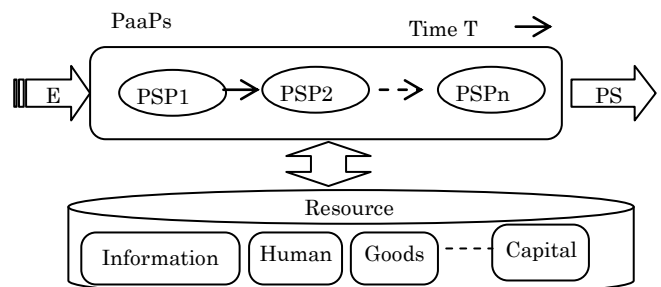 PaaPs
Time T
E
PSP1
PSP2
PSPn
PS
Resource
Information
Human
Goods
Capital